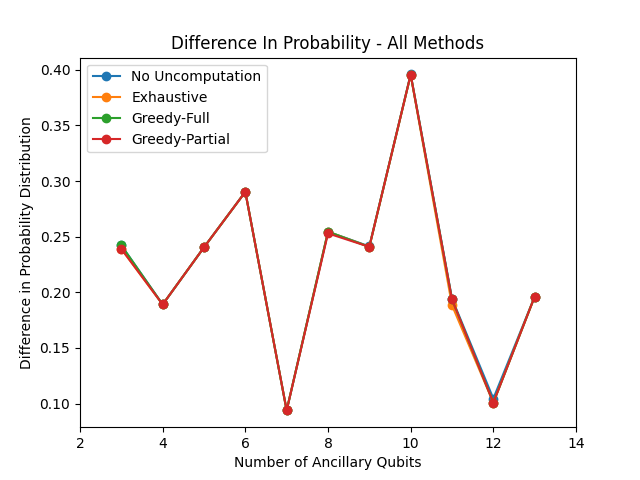 Difference In Probability - All Methods
No Uncomputation
Exhaustive
Greedy-Full
Greedy-Partial
Difference in Probability Distribution
0.40
0.35
0.30
0.25
0.20
0.15
0.10
2 4 6 8 10 12 14
Number of Ancillary Qubits